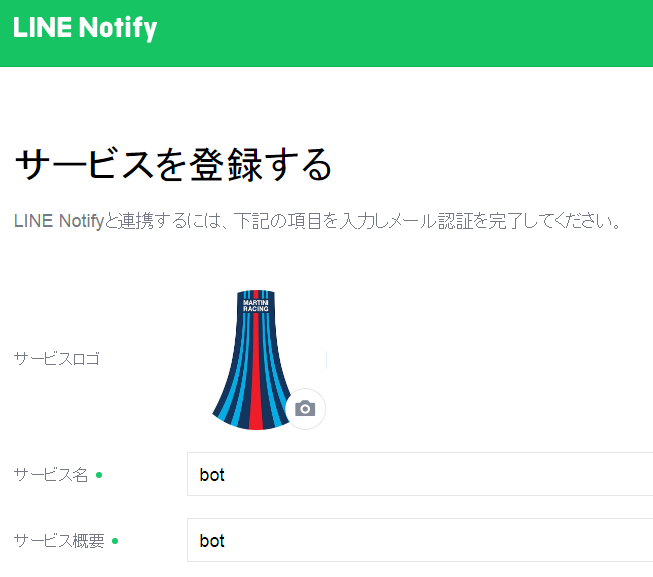 LINE Notify
サービスを登録する
LINE Notifyと連携するには、下記の項目を入力しメール認証を完了してください。
MARTINI
RACING
サービスロゴ
サービス名
bot
サービス概要
bot